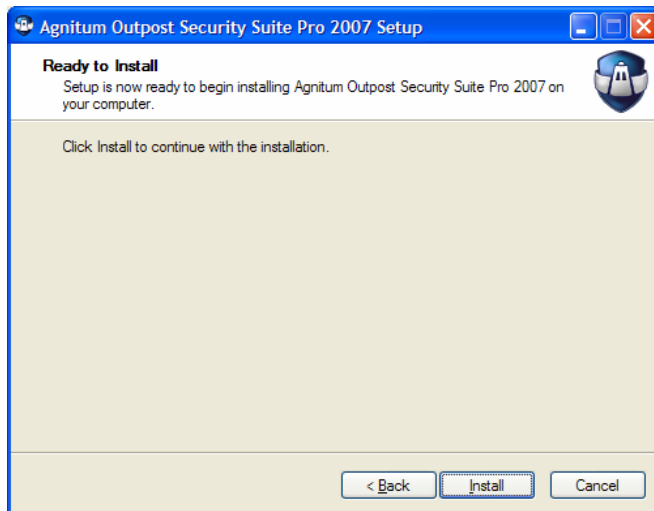 Agnitum Outpost Security Suite Pro 2007 Setup
Ready to Install
Setup is now ready to begin installing Agnitum Outpost Security Suite Pro 2007 on
your computer.
Click Install to continue with the installation.
< Back Install Cancel